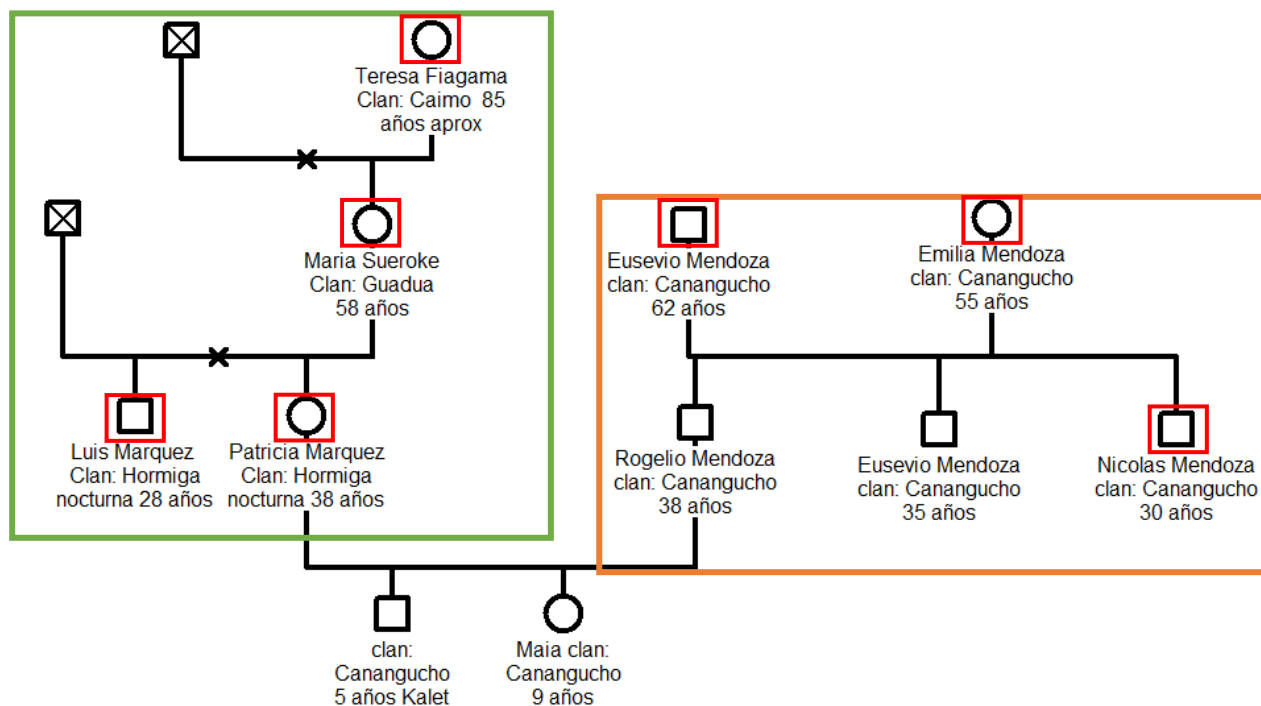 Teresa Fiagama
Clan: Caimo  85
años aprox
Maria Sueroke
Clan: Guadua
58 años
Eusevio Mendoza
clan: Canangucho
62 años
Emilia Mendoza
clan: Canangucho
55 años
Luis Marquez
Clan: Hormiga
nocturna 28 años
Patricia Marquez
Clan: Hormiga
nocturna 38 años
Rogelio Mendoza
clan: Canangucho
38 años
Eusevio Mendoza
clan: Canangucho
35 años
Nicolas Mendoza
clan: Canangucho
30 años
clan:
Canangucho
5 años Kalet
Maia clan:
Canangucho
9 años